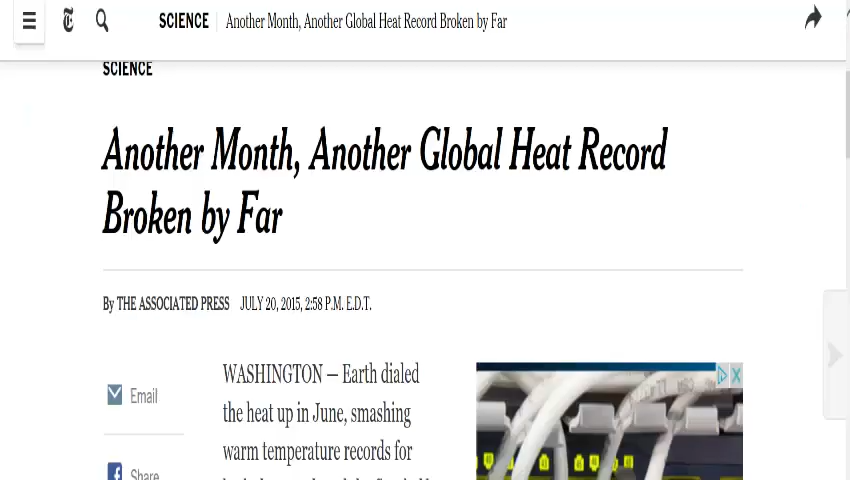 SCIENCE Another Month, Another Global Heat Record Broken by Far
SCIENCE
Another Month, Another Global Heat Record
Broken by Far
By THE ASSOCIATED PRESS JULY 20, 2015, 2:58 P.M. E.D.T.
Email
WASHINGTON — Earth dialed
the heat up in June, smashing
warm temperature records for
Share